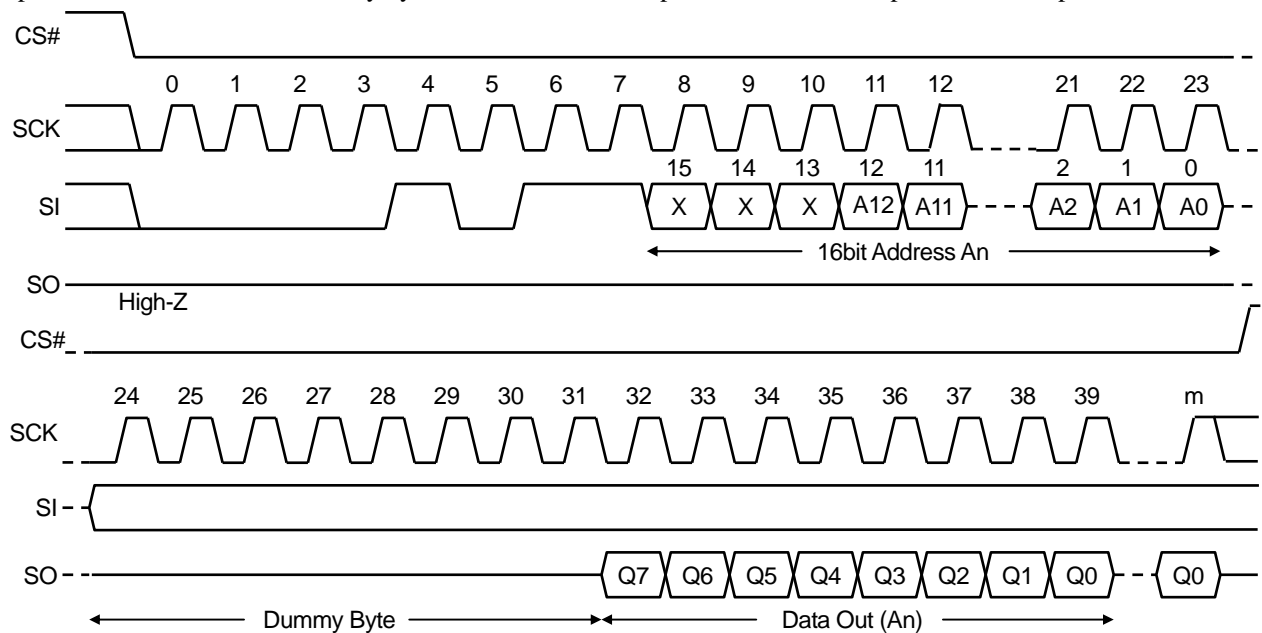 CS#
0 1 2 3 4 5 6 7 8 9 10 11 12 21 22 23
SCK
15 14 13 12 11 2 1 0
SI X X X A12 A11 A2 A1 A0
16bit Address An
SO
High-Z
CS#
24 25 26 27 28 29 30 31 32 33 34 35 36 37 38 39 m
SCK
SI
SO Q7 Q6 Q5 Q4 Q3 Q2 Q1 Q0 Q0
Dummy Byte Data Out (An)